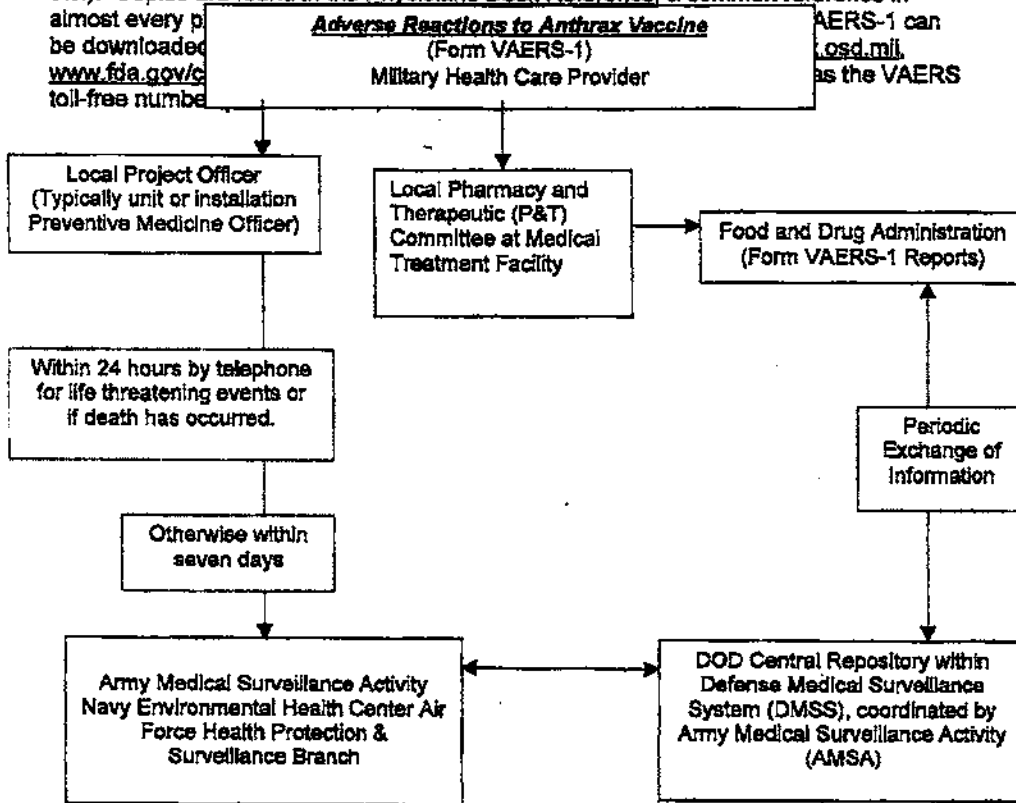 almost every p
AERS-1 can
be downloaded
.osd.mil,
www.fda.gov/c
as the VAERS
toll-free numbe
Adverse Reactions to Anthrax Vaccine
(Form VAERS-1)
Military Health Care Provider
Local Project Officer
(Typically unit or installation
Preventive Medicine Officer)
Local Pharmacy and
Therapeutic (P&T)
Committee at Medical
Treatment Facility
Food and Drug Administration
(Form VAERS-1 Reports)
Within 24 hours by telephone
for life threatening events or
if death has occurred.
Periodic
Exchange of
Information
Otherwise within
seven days
Army Medical Surveillance Activity
Navy Environmental Health Center Air
Force Health Protection &
Surveillance Branch
DOD Central Repository within
Defense Medical Surveillance
System (DMSS), coordinated by
Army Medical Surveillance Activity
(AMSA)